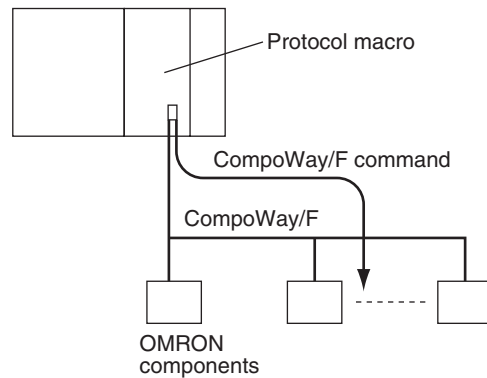 Protocol macro
CompoWay/F command
CompoWay/F
OMRON
components